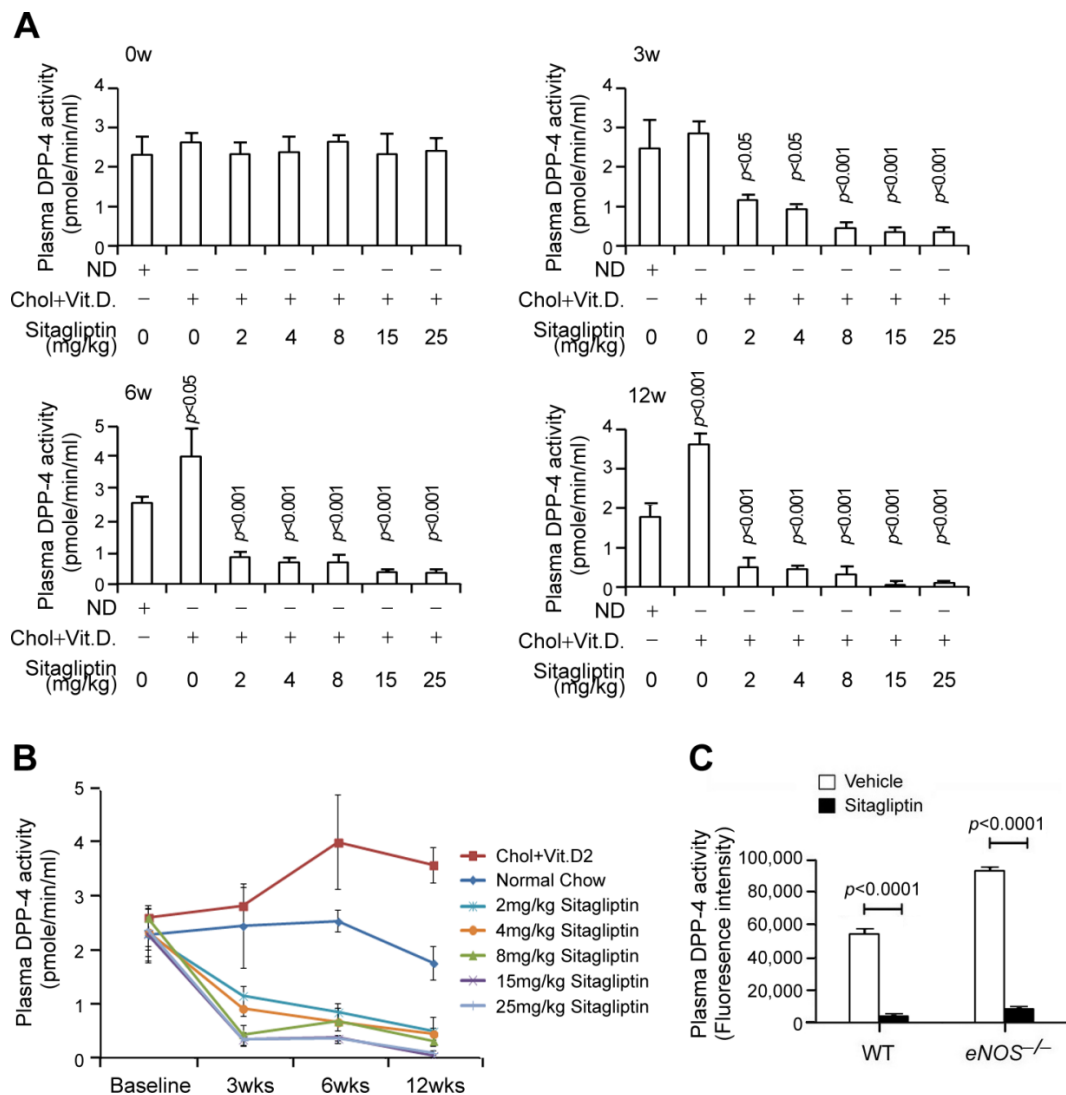 A
0w
Plasma DPP-4 activity
(pmole/min/ml)
4
3
2
1
0
ND + – – – – – –
Chol+Vit.D. – + + + + + +
Sitagliptin
(mg/kg) 0 0 2 4 8 15 25
3w
Plasma DPP-4 activity
(pmole/min/ml)
4
3
2
1
0
p<0.05
p<0.05
p<0.001
p<0.001
p<0.001
ND + – – – – – –
Chol+Vit.D. – + + + + + +
Sitagliptin
(mg/kg) 0 0 2 4 8 15 25
6w
Plasma DPP-4 activity
(pmole/min/ml)
5
4
3
2
1
0
p<0.05
p<0.001
p<0.001
p<0.001
p<0.001
p<0.001
ND + – – – – – –
Chol+Vit.D. – + + + + + +
Sitagliptin
(mg/kg) 0 0 2 4 8 15 25
12w
Plasma DPP-4 activity
(pmole/min/ml)
4
3
2
1
0
p<0.001
p<0.001
p<0.001
p<0.001
p<0.001
p<0.001
ND + – – – – – –
Chol+Vit.D. – + + + + + +
Sitagliptin
(mg/kg) 0 0 2 4 8 15 25
B
Plasma DPP-4 activity
(pmole/min/ml)
5
4
3
2
1
0
Baseline 3wks 6wks 12wks
Chol+Vit.D2
Normal Chow
2mg/kg Sitagliptin
4mg/kg Sitagliptin
8mg/kg Sitagliptin
15mg/kg Sitagliptin
25mg/kg Sitagliptin
C
Vehicle
Sitagliptin
p<0.0001
p<0.0001
Plasma DPP-4 activity
(Fluoresence intensity)
100,000
80,000
60,000
40,000
20,000
0
WT eNOS–/–